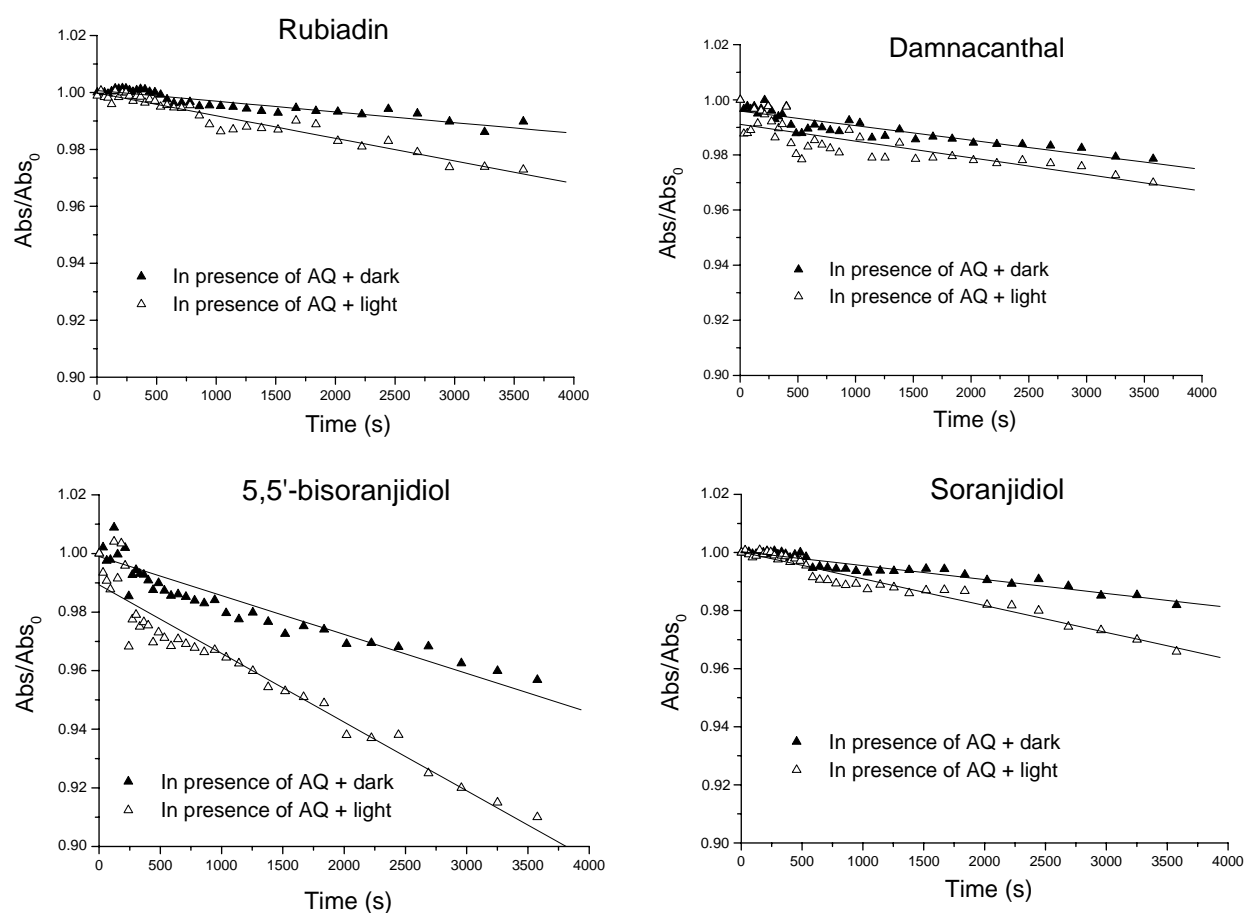 Rubiadin
1.02
1.00
0.98
0.96
0.94
0.92
0.90
Abs/Abs₀
In presence of AQ + dark
In presence of AQ + light
0 500 1000 1500 2000 2500 3000 3500 4000
Time (s)
Damnacanthal
1.02
1.00
0.98
0.96
0.94
0.92
0.90
Abs/Abs₀
In presence of AQ + dark
In presence of AQ + light
0 500 1000 1500 2000 2500 3000 3500 4000
Time (s)
5,5'-bisoranjidiol
1.02
1.00
0.98
0.96
0.94
0.92
0.90
Abs/Abs₀
In presence of AQ + dark
In presence of AQ + light
0 500 1000 1500 2000 2500 3000 3500 4000
Time (s)
Soranjidiol
1.02
1.00
0.98
0.96
0.94
0.92
0.90
Abs/Abs₀
In presence of AQ + dark
In presence of AQ + light
0 500 1000 1500 2000 2500 3000 3500 4000
Time (s)